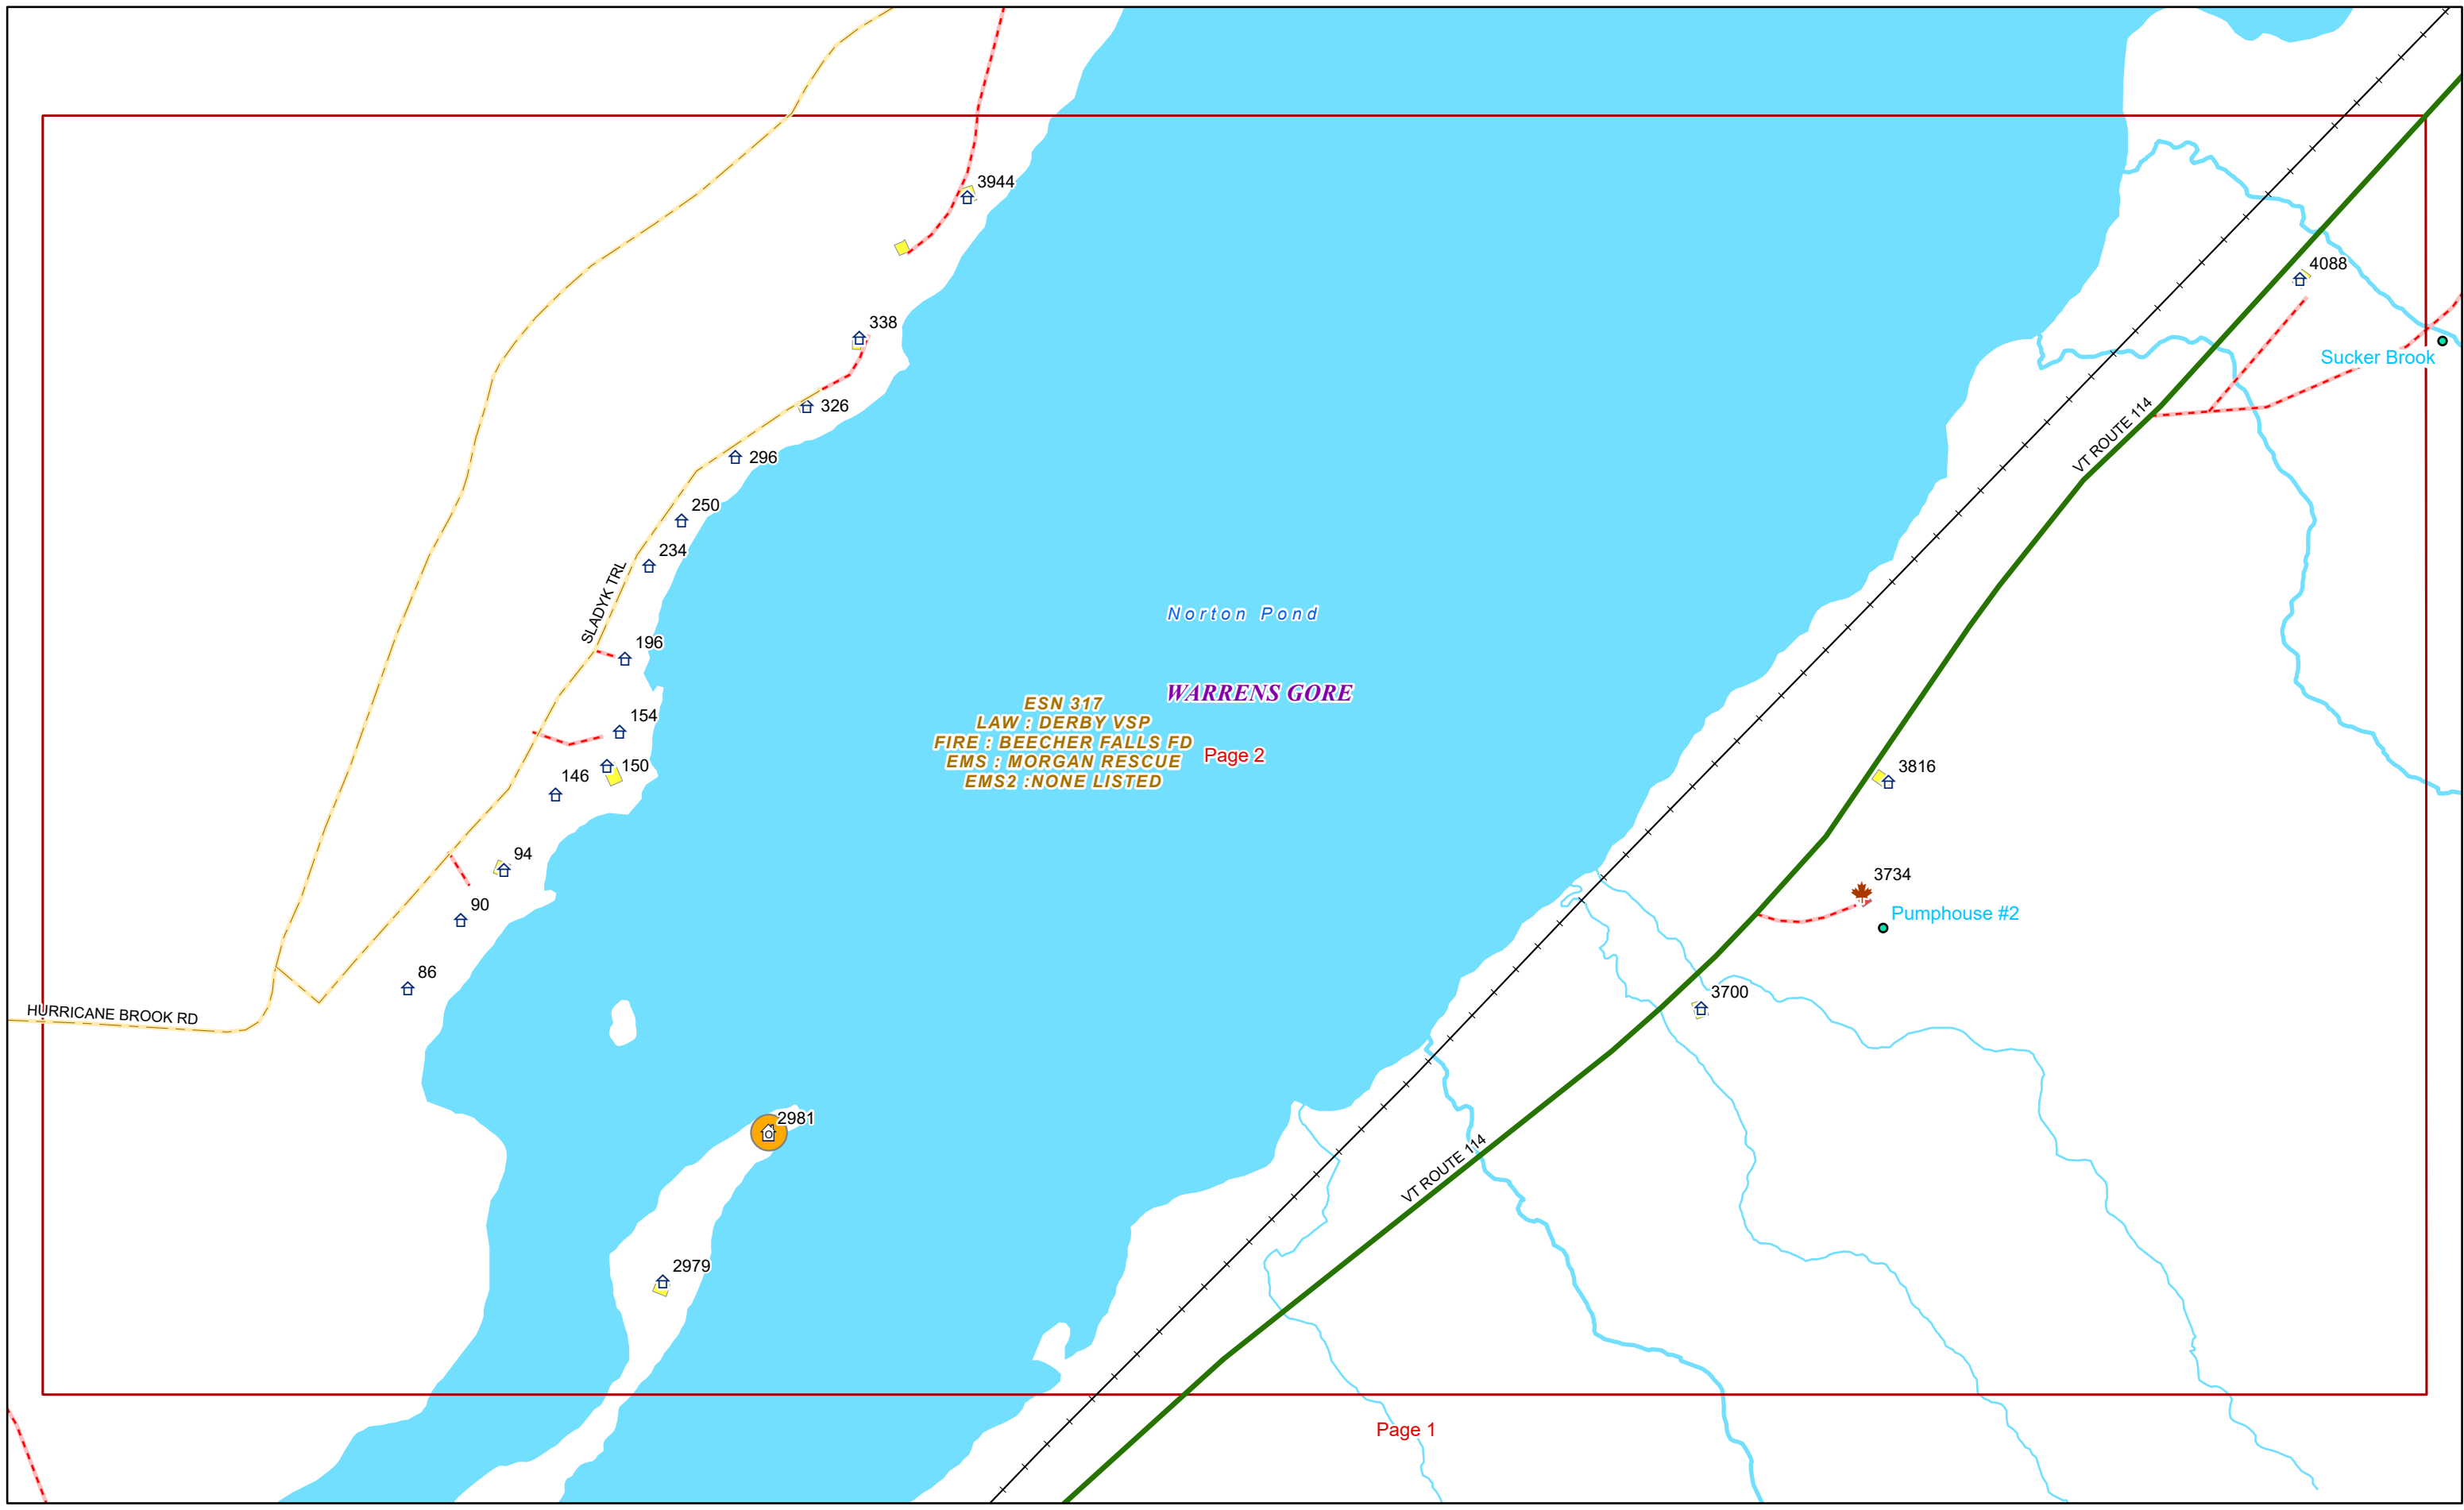 3944
4088
338
Sucker Brook
326
VT ROUTE 114
296
250
234
SLADYK TRL
Norton Pond
196
WARRENS GORE
ESN 317
LAW : DERBY VSP
FIRE : BEECHER FALLS FD
EMS : MORGAN RESCUE
EMS2 :NONE LISTED
Page 2
154
150
146
3816
94
3734
90
Pumphouse #2
86
3700
HURRICANE BROOK RD
2981
VT ROUTE 114
2979
Page 1